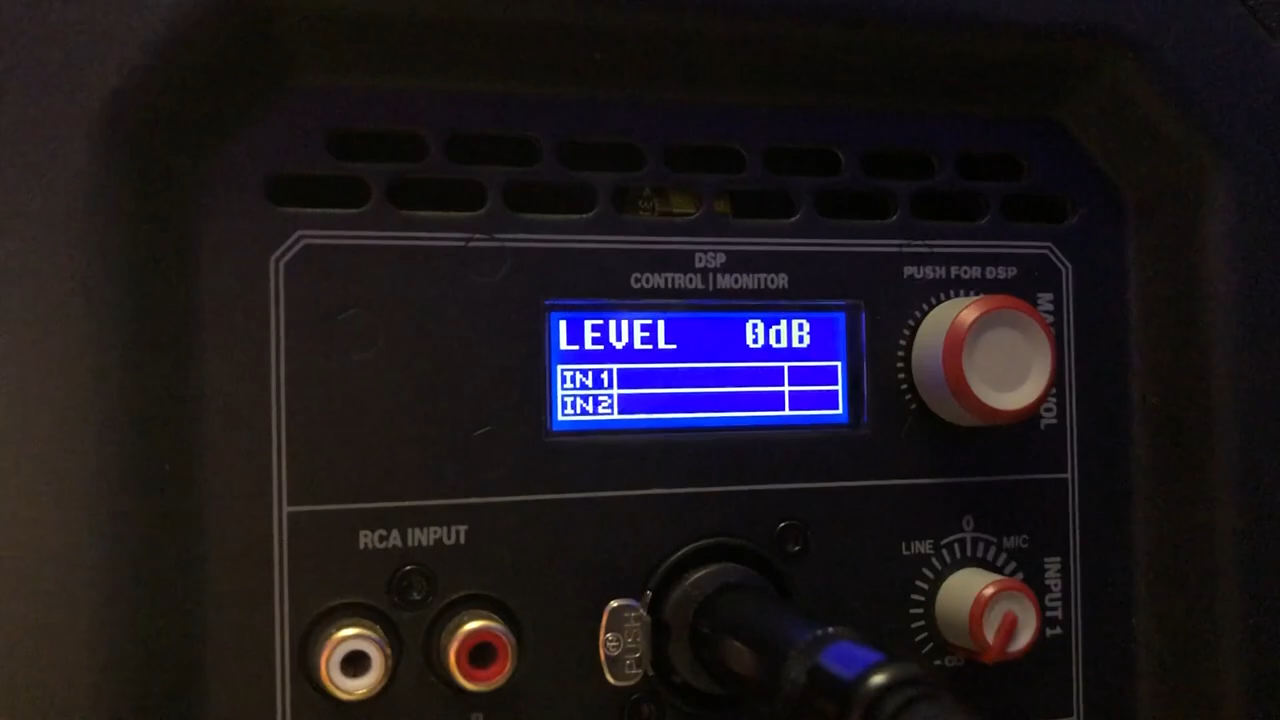 DSP
CONTROL | MONITOR
PUSH FOR DSP
LEVEL 0dB
IN 1
IN 2
VOL
RCA INPUT
LINE 0 MIC
INPUT 1
PUSH
-∞